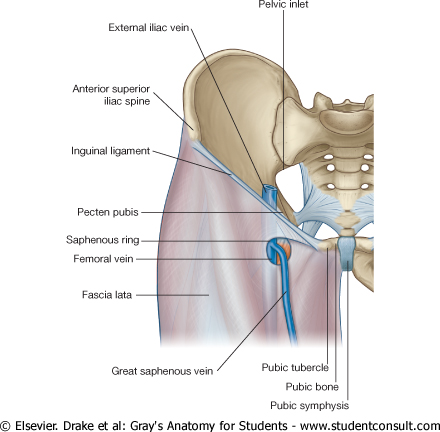 Pelvic inlet
External iliac vein
Anterior superior
iliac spine
Inguinal ligament
Pecten pubis
Saphenous ring
Femoral vein
Fascia lata
Great saphenous vein
Pubic tubercle
Pubic bone
Pubic symphysis
© Elsevier. Drake et al: Gray's Anatomy for Students - www.studentconsult.com